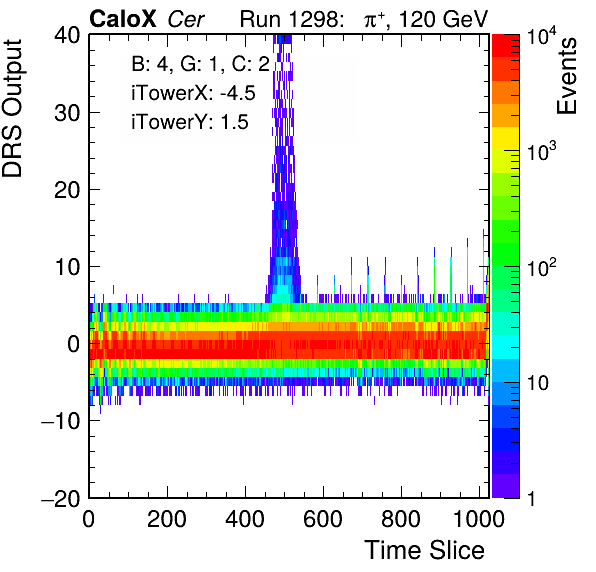 CaloX Cer Run 1298: π⁺, 120 GeV
B: 4, G: 1, C: 2
iTowerX: -4.5
iTowerY: 1.5
DRS Output
40
30
20
10
0
−10
−20
0 200 400 600 800 1000
Time Slice
Events
10⁴
10³
10²
10
1